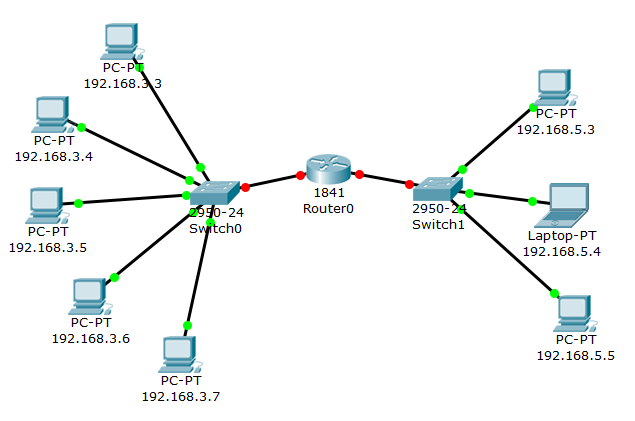 PC-PT
192.168.3.3
PC-PT
192.168.3.4
PC-PT
192.168.3.5
PC-PT
192.168.3.6
PC-PT
192.168.3.7
2950-24
Switch0
1841
Router0
2950-24
Switch1
PC-PT
192.168.5.3
Laptop-PT
192.168.5.4
PC-PT
192.168.5.5